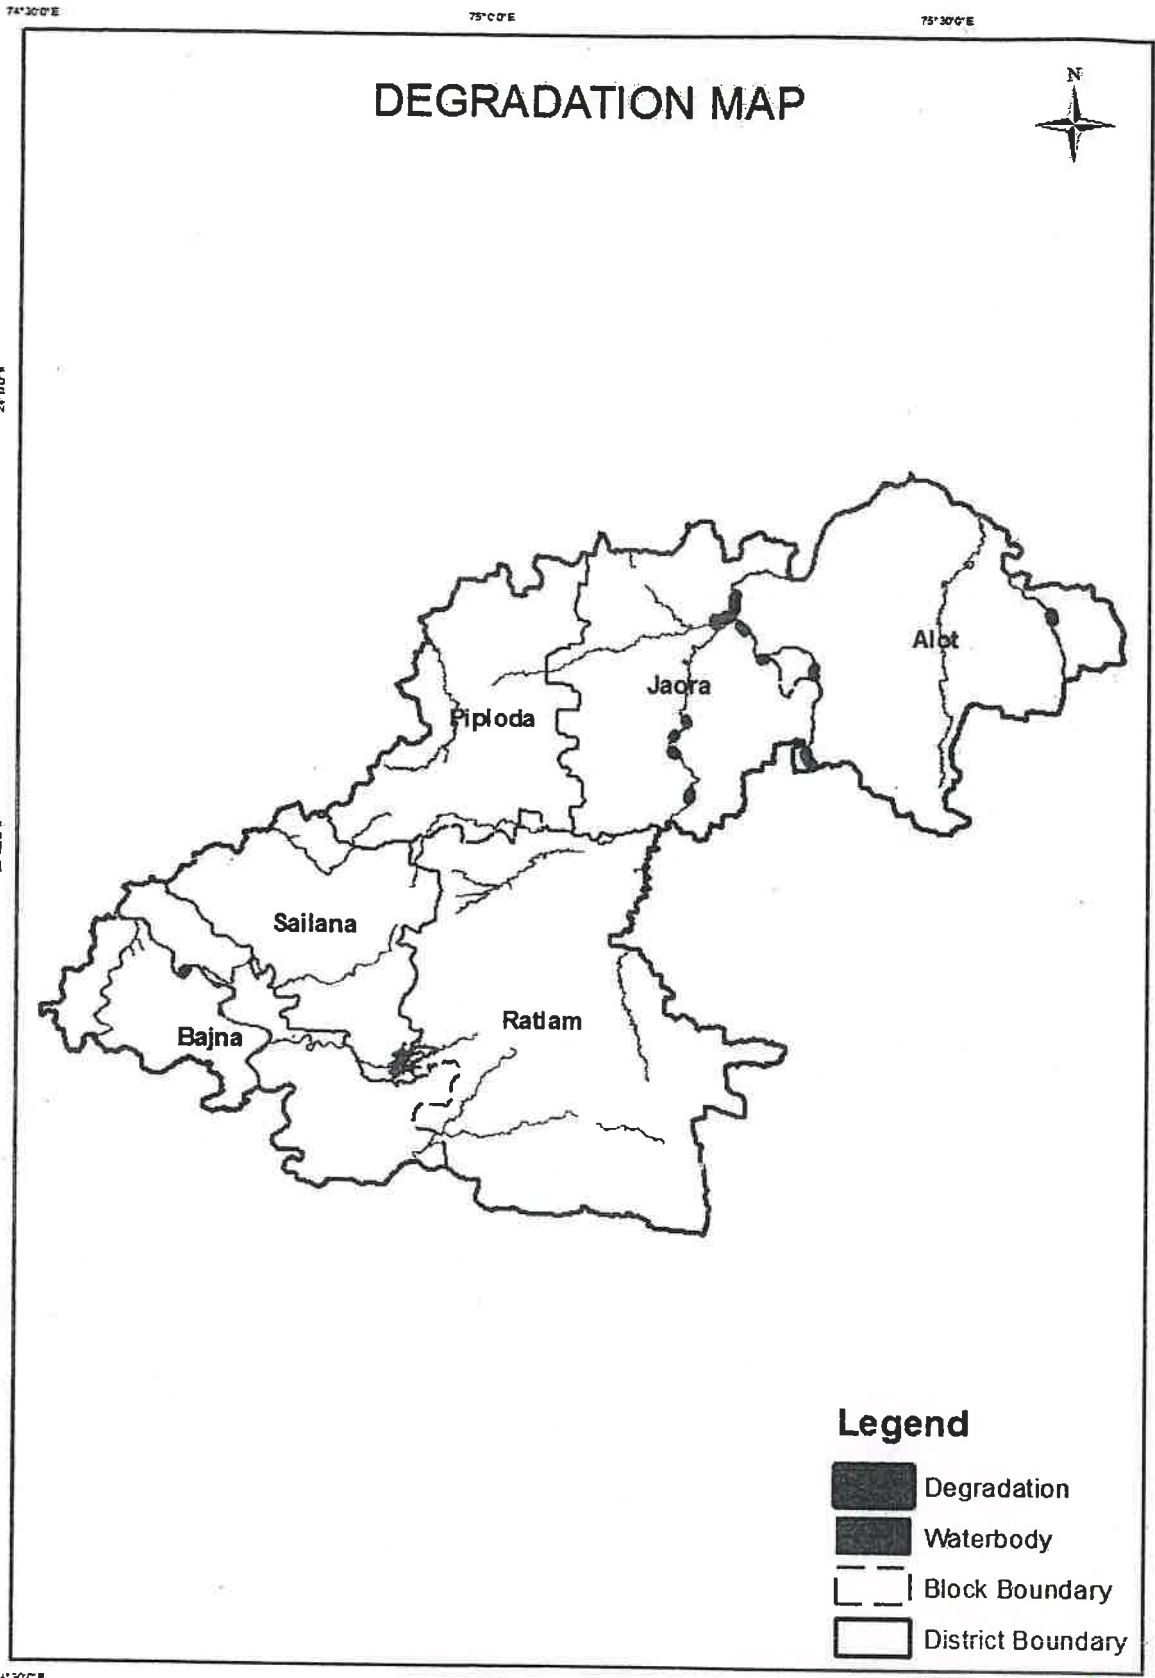 75°0'0"E
75°30'0"E
DEGRADATION MAP
N
Alot
Jaora
Piploda
Sailana
Ratlam
Bajna
Legend
Degradation
Waterbody
Block Boundary
District Boundary